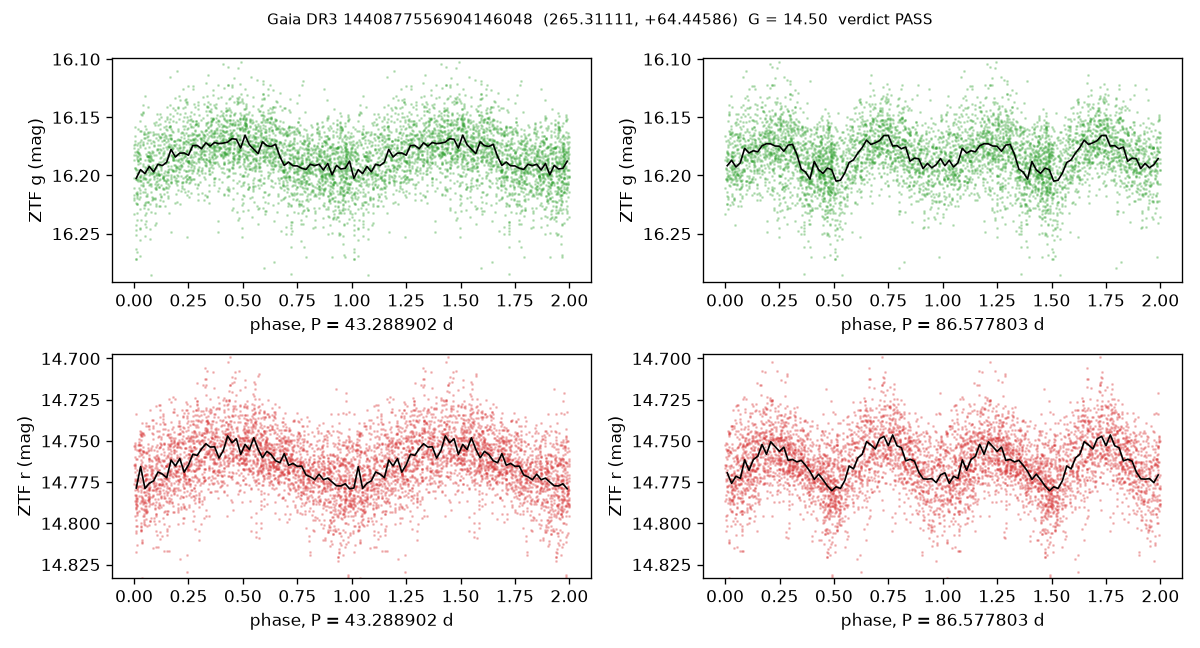 Gaia DR3 1440877556904146048 (265.31111, +64.44586) G = 14.50 verdict PASS
16.10
16.15
16.20
16.25
ZTF g (mag)
0.00 0.25 0.50 0.75 1.00 1.25 1.50 1.75 2.00
phase, P = 43.288902 d
16.10
16.15
16.20
16.25
ZTF g (mag)
0.00 0.25 0.50 0.75 1.00 1.25 1.50 1.75 2.00
phase, P = 86.577803 d
14.700
14.725
14.750
14.775
14.800
14.825
ZTF r (mag)
0.00 0.25 0.50 0.75 1.00 1.25 1.50 1.75 2.00
phase, P = 43.288902 d
14.700
14.725
14.750
14.775
14.800
14.825
ZTF r (mag)
0.00 0.25 0.50 0.75 1.00 1.25 1.50 1.75 2.00
phase, P = 86.577803 d